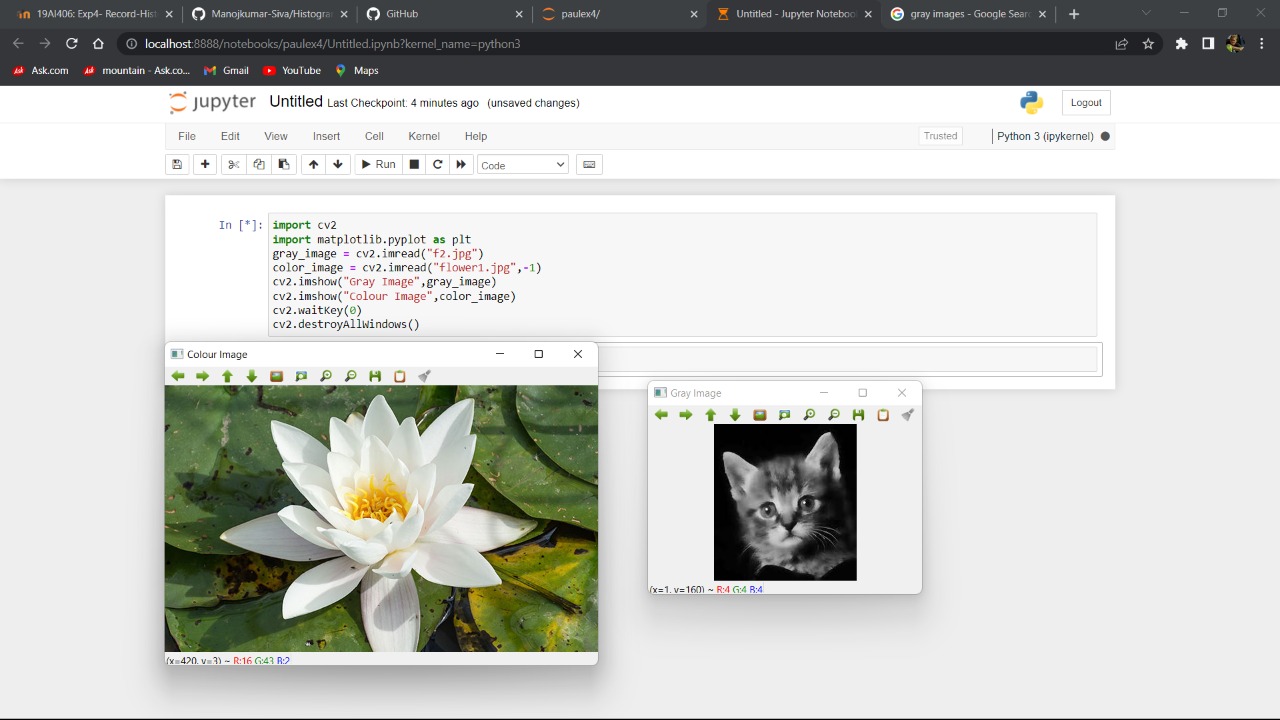 19AI406: Exp4- Record-Hist
Manojkumar-Siva/Histogra
GitHub
paulex4/
Untitled - Jupyter Notebook
gray images - Google Searc
localhost:8888/notebooks/paulex4/Untitled.ipynb?kernel_name=python3
Ask.com
mountain - Ask.co...
Gmail
YouTube
Maps
jupyter Untitled Last Checkpoint: 4 minutes ago (unsaved changes)
Logout
File Edit View Insert Cell Kernel Help
Trusted
Python 3 (ipykernel)
Run
Code
In [*]:
import cv2
import matplotlib.pyplot as plt
gray_image = cv2.imread("f2.jpg")
color_image = cv2.imread("flower1.jpg",-1)
cv2.imshow("Gray Image",gray_image)
cv2.imshow("Colour Image",color_image)
cv2.waitKey(0)
cv2.destroyAllWindows()
Colour Image
Gray Image
(x=1, y=160) ~ R:4 G:4 B:4
(x=420, y=3) ~ R:16 G:43 B:2